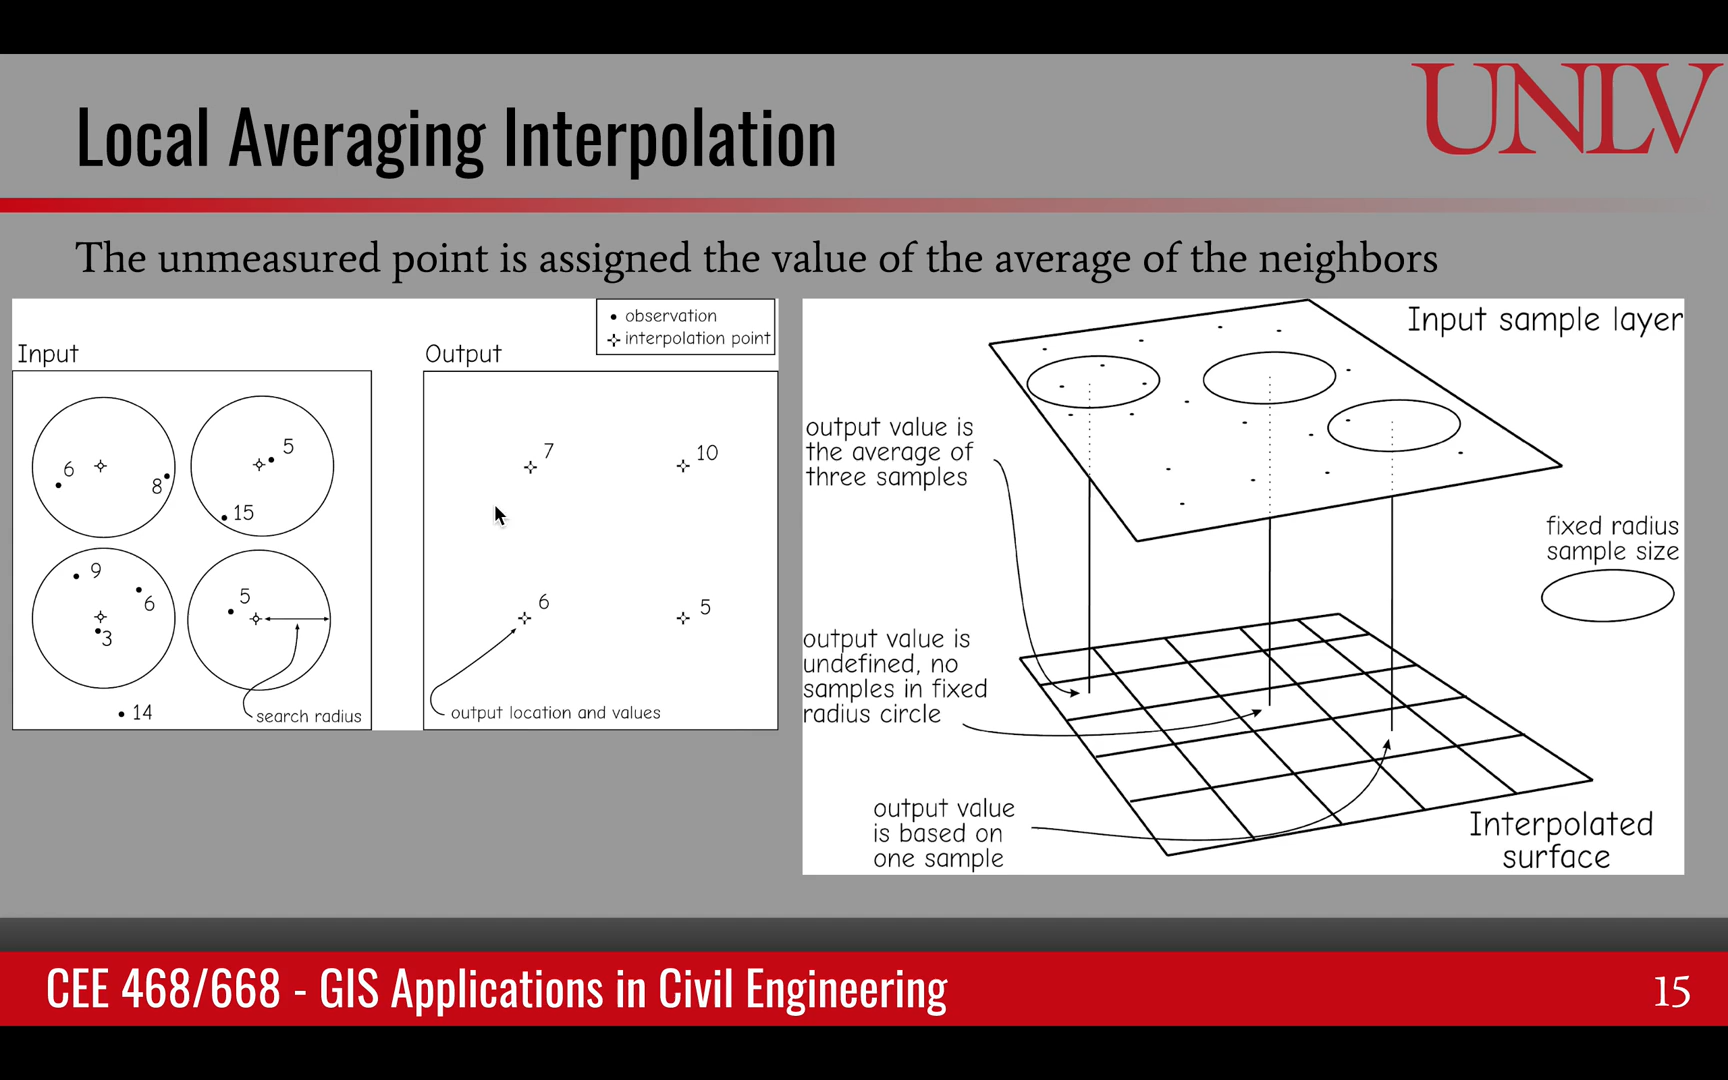 UNLV
Local Averaging Interpolation
The unmeasured point is assigned the value of the average of the neighbors
observation
interpolation point
Input
Output
6
8
5
15
9
6
3
5
14
search radius
7
10
6
5
output location and values
Input sample layer
output value is
the average of
three samples
fixed radius
sample size
output value is
undefined, no
samples in fixed
radius circle
output value
is based on
one sample
Interpolated
surface
CEE 468/668 - GIS Applications in Civil Engineering
15